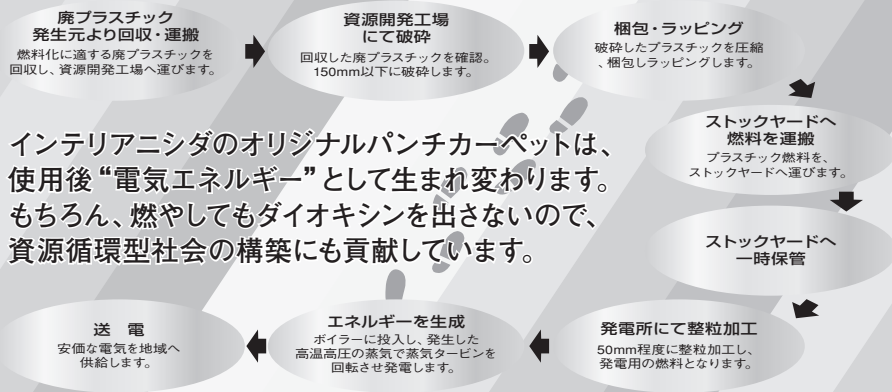 廃プラスチック
発生元より回収・運搬
燃料化に適する廃プラスチックを
回収し、資源開発工場へ運びます。
資源開発工場
にて破砕
回収した廃プラスチックを確認。
150mm以下に破砕します。
梱包・ラッピング
破砕したプラスチックを圧縮
、梱包しラッピングします。
ストックヤードへ
燃料を運搬
プラスチック燃料を、
ストックヤードへ運びます。
インテリアニシダのオリジナルパンチカーペットは、
使用後“電気エネルギー”として生まれ変わります。
もちろん、燃やしてもダイオキシンを出さないので、
資源循環型社会の構築にも貢献しています。
ストックヤードへ
一時保管
発電所にて整粒加工
50mm程度に整粒加工し、
発電用の燃料となります。
エネルギーを生成
ボイラーに投入し、発生した
高温高圧の蒸気で蒸気タービンを
回転させ発電します。
送　電
安価な電気を地域へ
供給します。